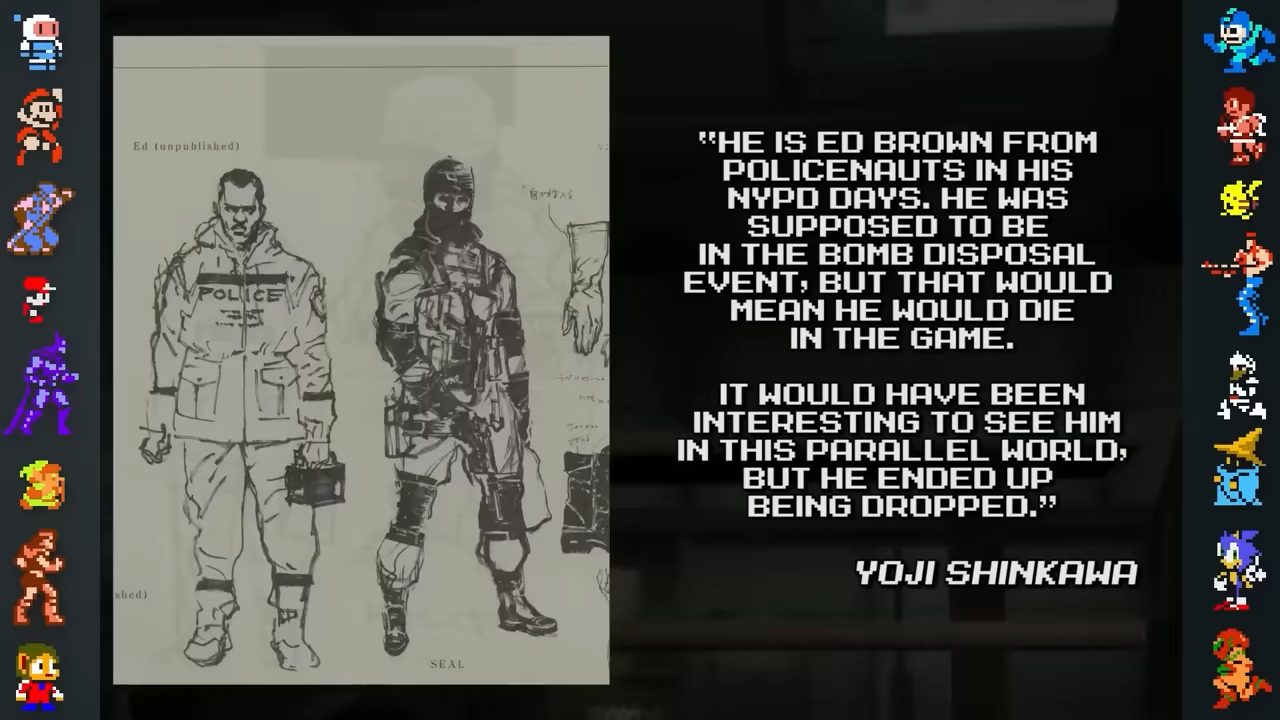 Ed (unpublished)
POLICE
shed)
SEAL
"HE IS ED BROWN FROM
POLICENAUTS IN HIS
NYPD DAYS. HE WAS
SUPPOSED TO BE
IN THE BOMB DISPOSAL
EVENT, BUT THAT WOULD
MEAN HE WOULD DIE
IN THE GAME.
IT WOULD HAVE BEEN
INTERESTING TO SEE HIM
IN THIS PARALLEL WORLD,
BUT HE ENDED UP
BEING DROPPED."
YOJI SHINKAWA